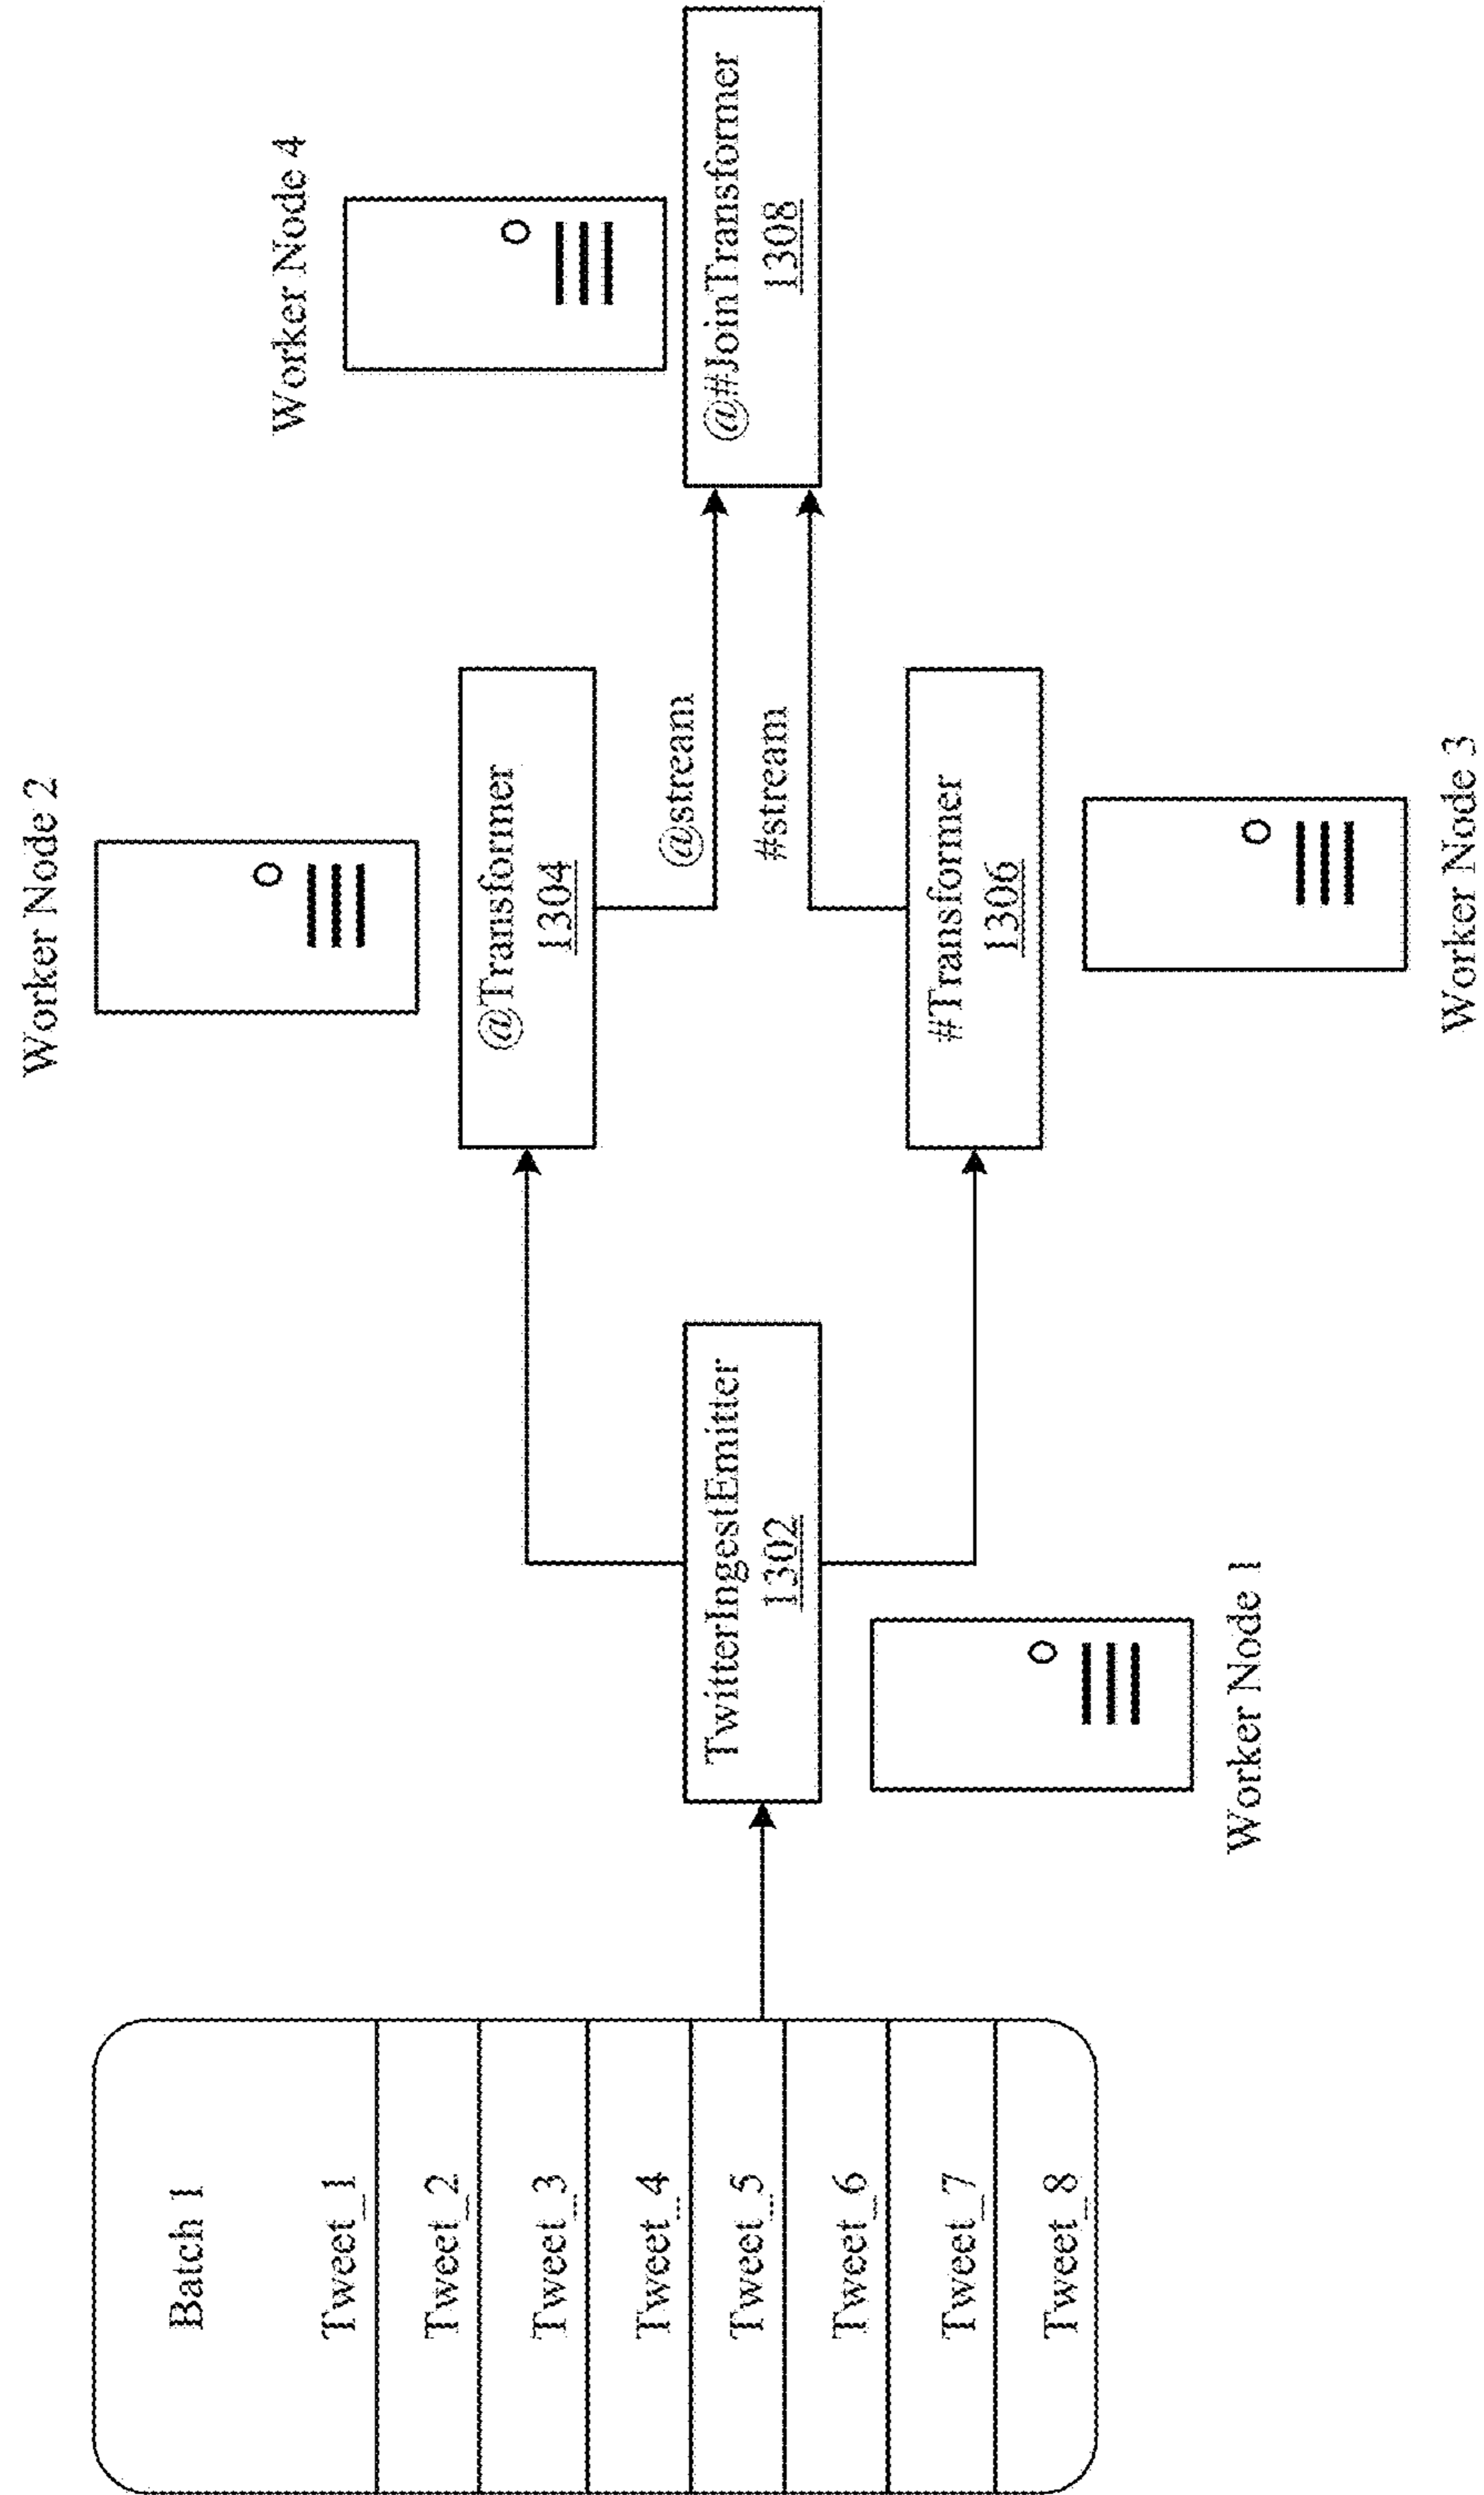 Batch 1
Tweet_1
Tweet_2
Tweet_3
Tweet_4
Tweet_5
Tweet_6
Tweet_7
Tweet_8
TwitterIngestEmitter
1302
Worker Node 1
Worker Node 2
@Transformer
1304
@stream
#stream
#Transformer
1306
Worker Node 3
Worker Node 4
@#JoinTransformer
1308